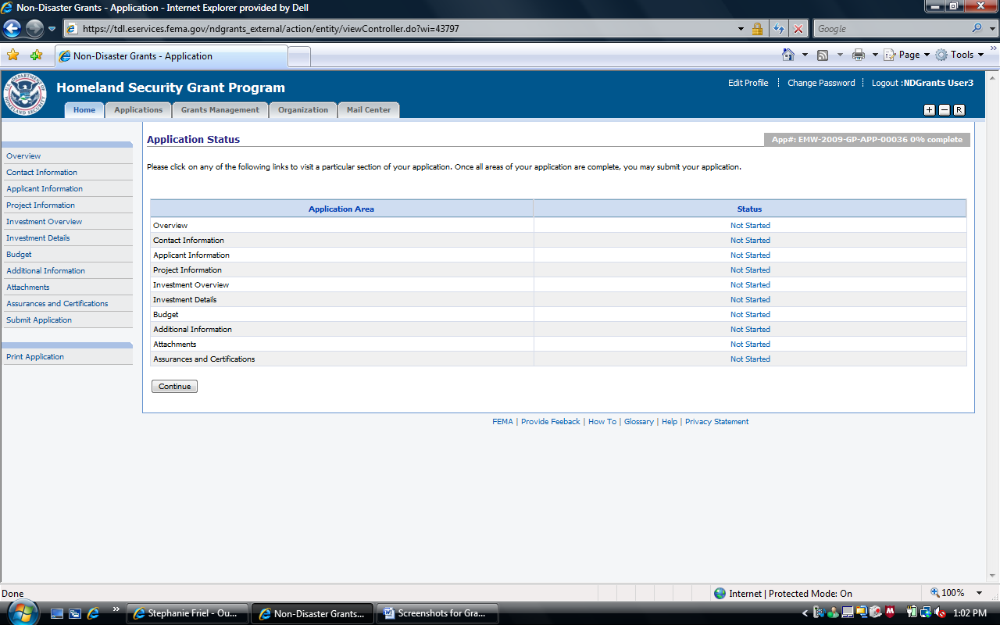 Non-Disaster Grants - Application - Internet Explorer provided by Dell
https://tdl.eservices.fema.gov/ndgrants_external/action/entity/viewController.do?wi=43797
Google
Non-Disaster Grants - Application
Page
Tools
Homeland Security Grant Program
Edit Profile
Change Password
Logout :NDGrants User3
Home
Applications
Grants Management
Organization
Mail Center
+ − R
Overview
Contact Information
Applicant Information
Project Information
Investment Overview
Investment Details
Budget
Additional Information
Attachments
Assurances and Certifications
Submit Application
Print Application
Application Status
App#: EMW-2009-GP-APP-00036 0% complete
Please click on any of the following links to visit a particular section of your application. Once all areas of your application are complete, you may submit your application.
Application Area Status
Overview Not Started
Contact Information Not Started
Applicant Information Not Started
Project Information Not Started
Investment Overview Not Started
Investment Details Not Started
Budget Not Started
Additional Information Not Started
Attachments Not Started
Assurances and Certifications Not Started
Continue
FEMA | Provide Feeback | How To | Glossary | Help | Privacy Statement
Done
Internet | Protected Mode: On
100%
Stephanie Friel - Ou...
Non-Disaster Grants...
Screenshots for Gra...
1:02 PM